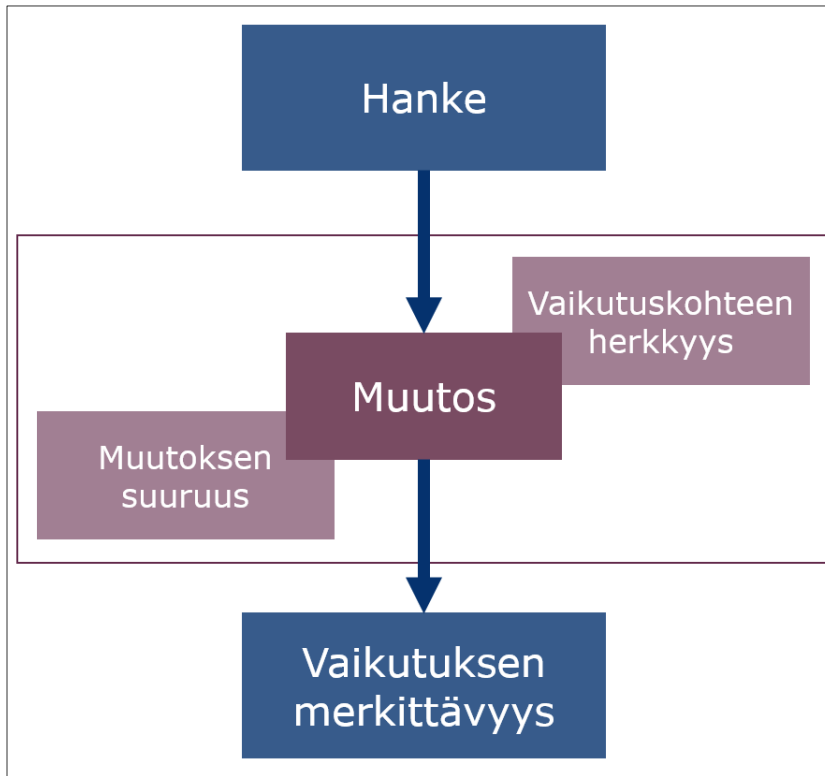 Hanke
Vaikutuskohteen
herkkyys
Muutos
Muutoksen
suuruus
Vaikutuksen
merkittävyys